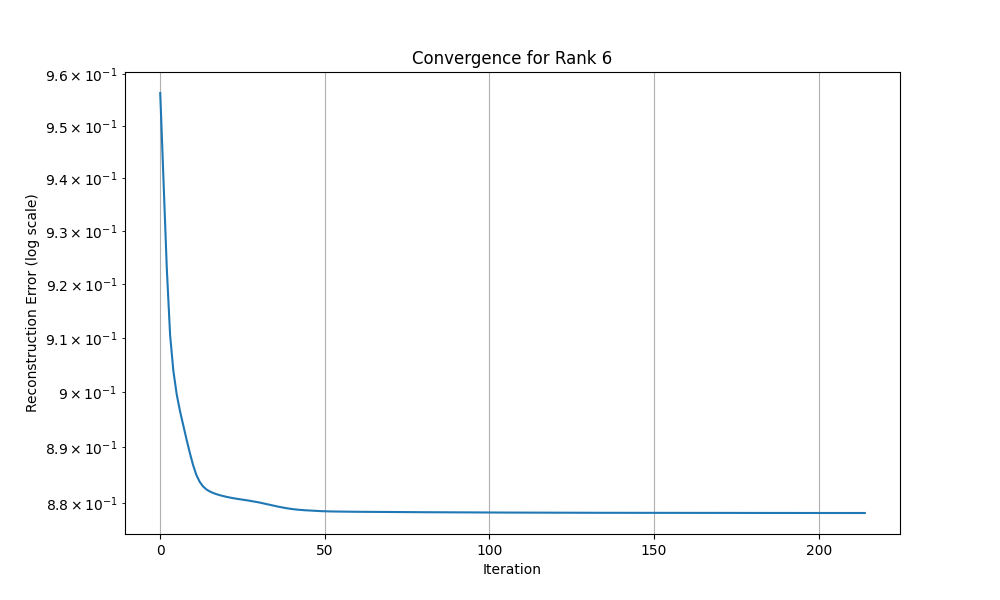 Convergence for Rank 6
Reconstruction Error (log scale)
9.6 × 10⁻¹
9.5 × 10⁻¹
9.4 × 10⁻¹
9.3 × 10⁻¹
9.2 × 10⁻¹
9.1 × 10⁻¹
9 × 10⁻¹
8.9 × 10⁻¹
8.8 × 10⁻¹
0 50 100 150 200
Iteration